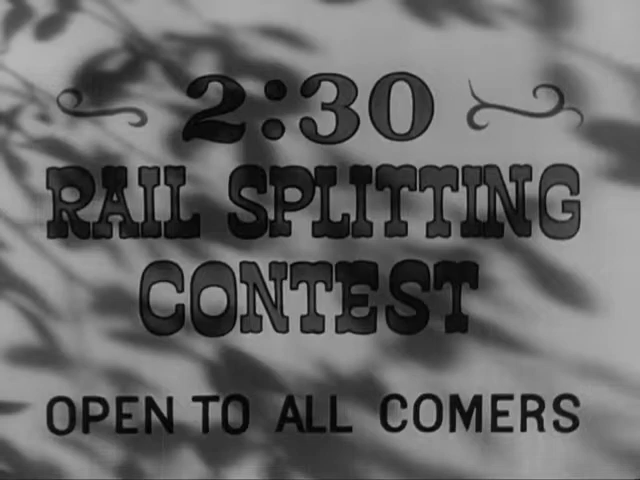 2:30
RAIL SPLITTING
CONTEST
OPEN TO ALL COMERS